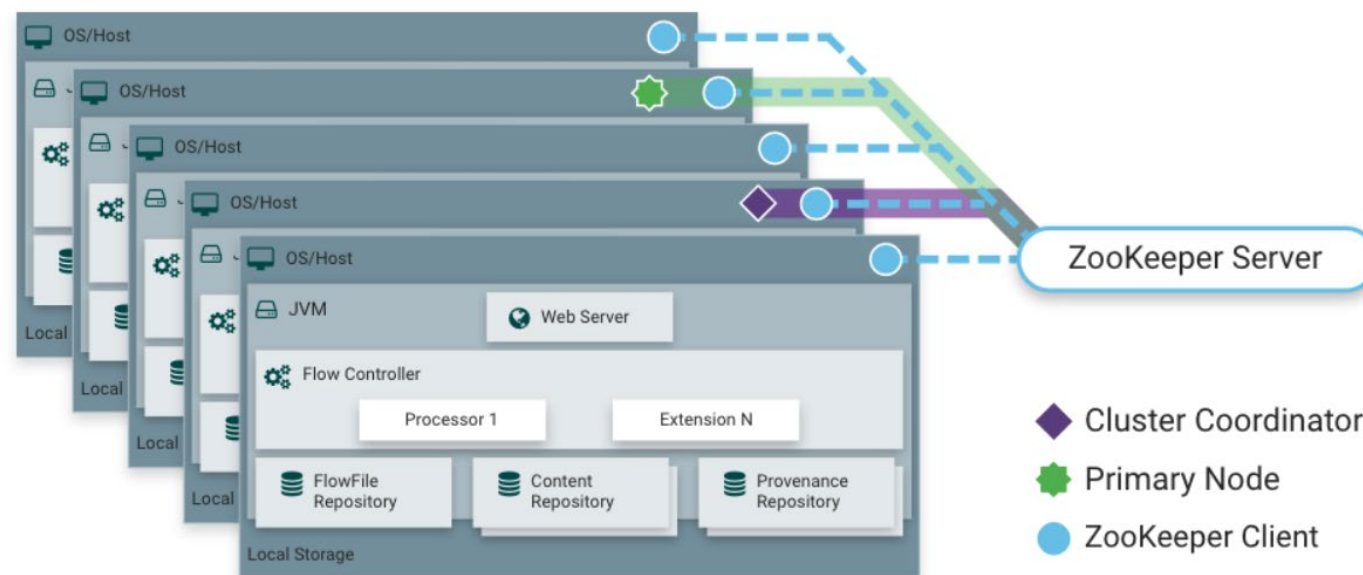 OS/Host
OS/Host
OS/Host
OS/Host
OS/Host
ZooKeeper Server
JVM
Web Server
Flow Controller
Processor 1
Extension N
FlowFile
Repository
Content
Repository
Provenance
Repository
Local
Local
Local
Local
Local Storage
Cluster Coordinator
Primary Node
ZooKeeper Client